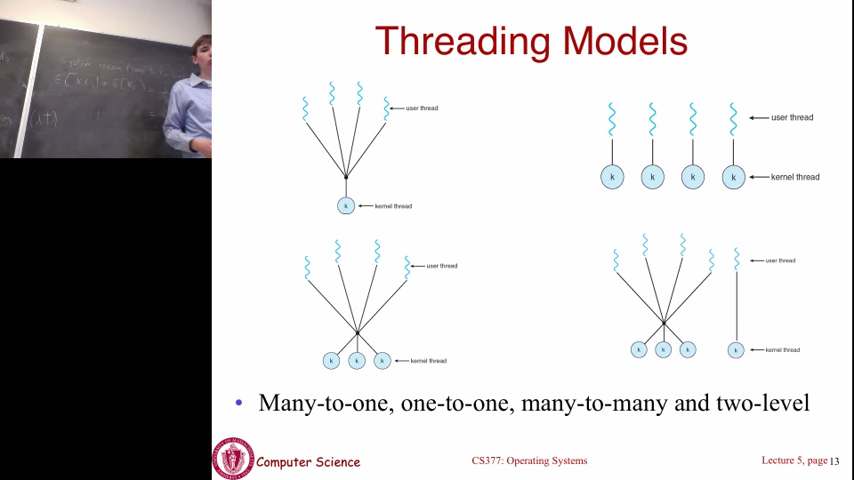 Threading Models
user thread
kernel thread
user thread
k
k
k
k
kernel thread
k
user thread
k
k
k
kernel thread
user thread
k
k
k
k
kernel thread
• Many-to-one, one-to-one, many-to-many and two-level
Computer Science
CS377: Operating Systems
Lecture 5, page 13